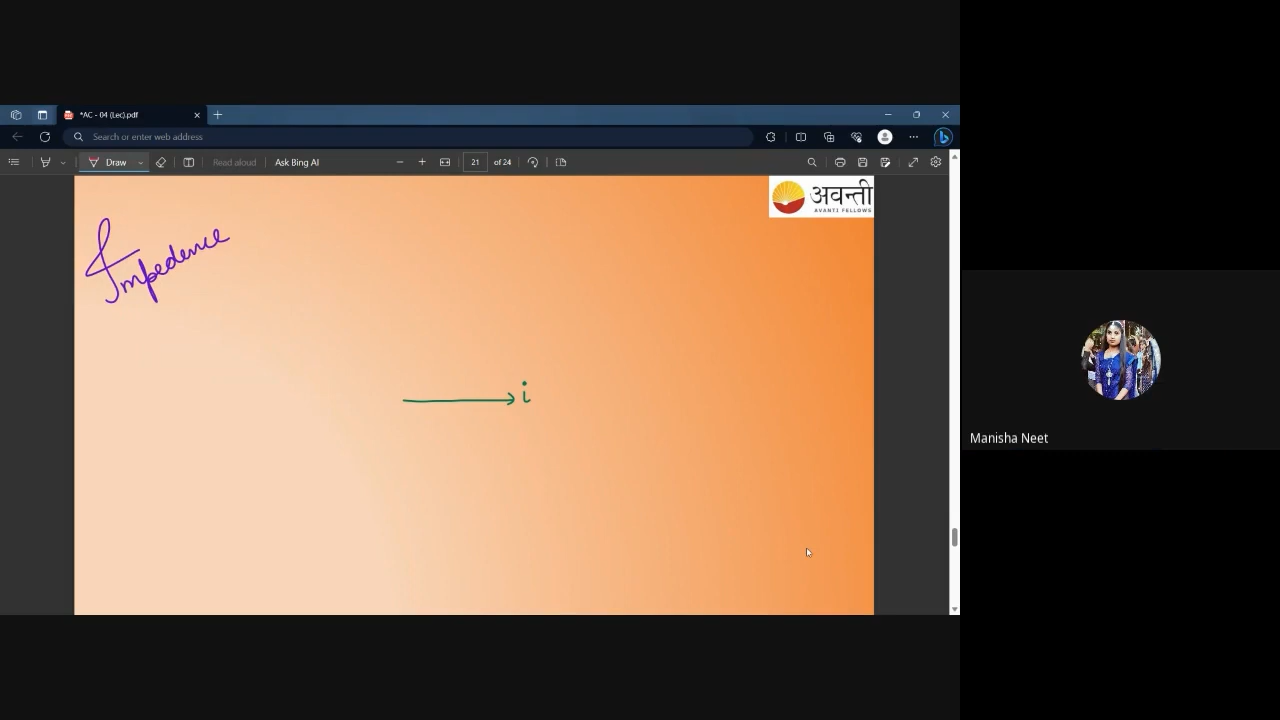 *AC - 04 (Lec).pdf
Search or enter web address
Draw
Read aloud
Ask Bing AI
21
of 24
अवन्ती
AVANTI FELLOWS
Impedence
i
Manisha Neet